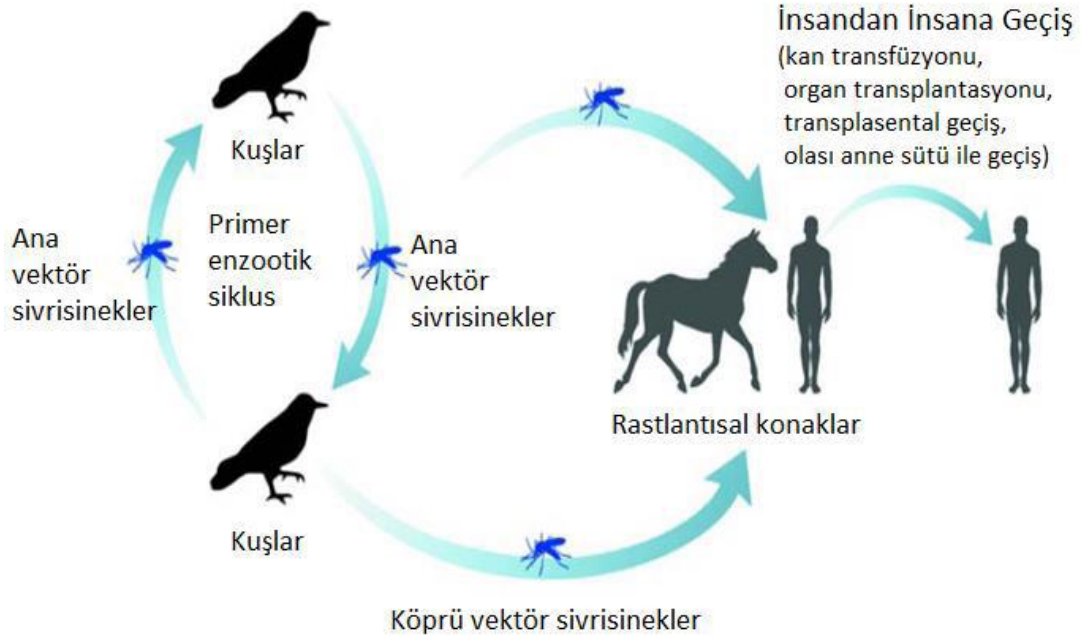 İnsandan İnsana Geçiş
(kan transfüzyonu,
organ transplantasyonu,
transplasental geçiş,
olası anne sütü ile geçiş)
Kuşlar
Ana
vektör
sivrisinekler
Primer
enzootik
siklus
Ana
vektör
sivrisinekler
Rastlantısal konaklar
Kuşlar
Köprü vektör sivrisinekler